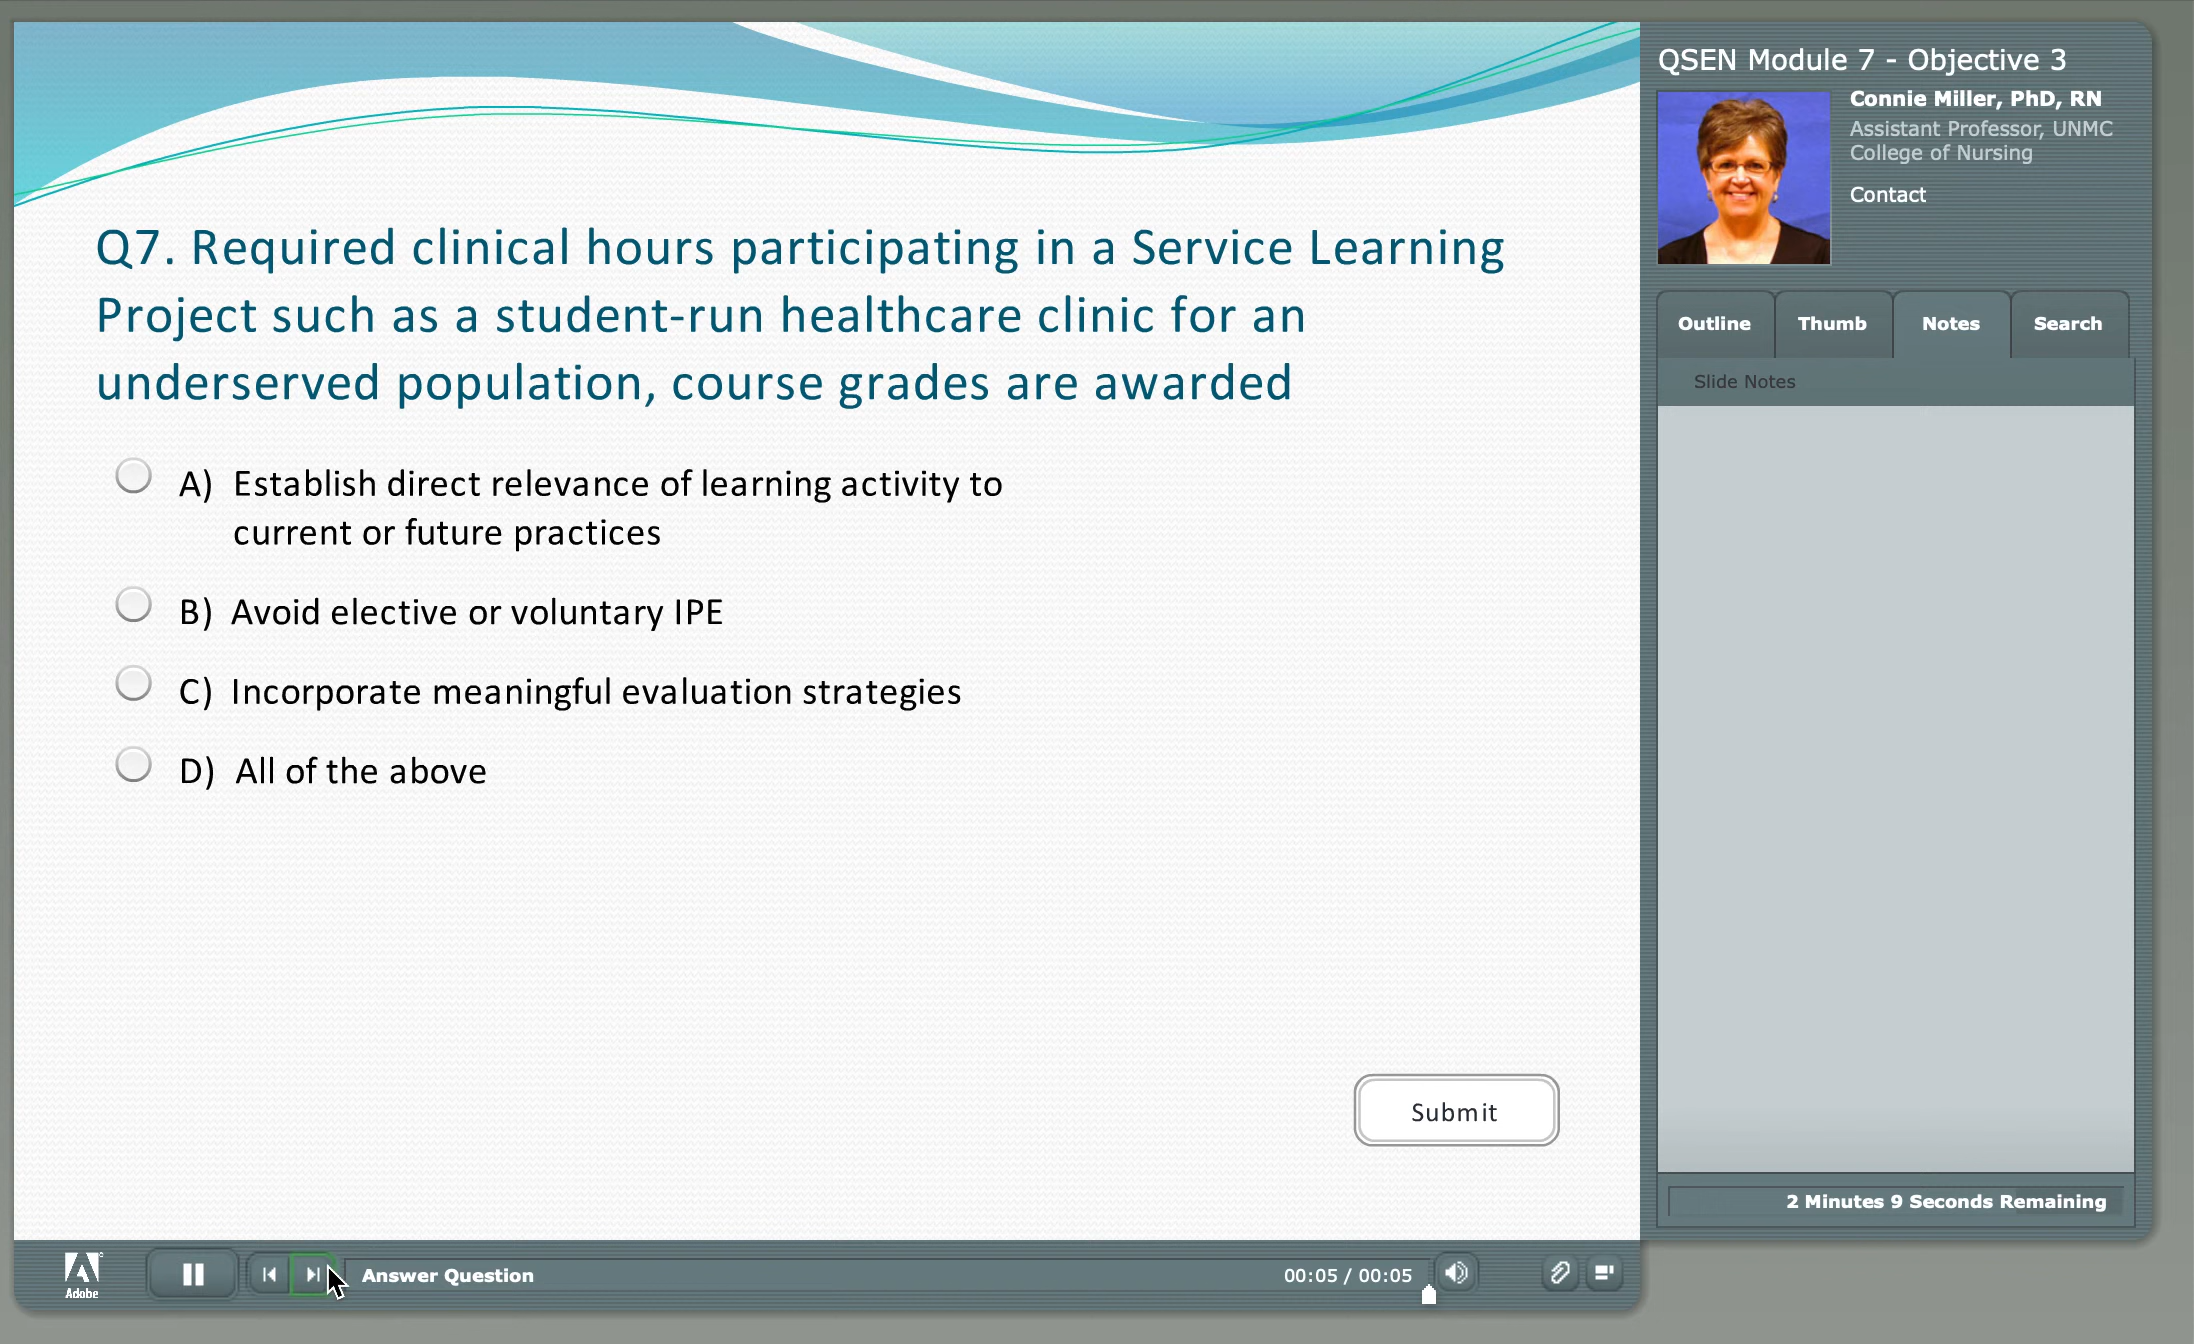 Q7. Required clinical hours participating in a Service Learning
Project such as a student-run healthcare clinic for an
underserved population, course grades are awarded
A) Establish direct relevance of learning activity to
current or future practices
B) Avoid elective or voluntary IPE
C) Incorporate meaningful evaluation strategies
D) All of the above
Submit
QSEN Module 7 - Objective 3
Connie Miller, PhD, RN
Assistant Professor, UNMC
College of Nursing
Contact
Outline Thumb Notes Search
Slide Notes
2 Minutes 9 Seconds Remaining
Adobe
Answer Question
00:05 / 00:05